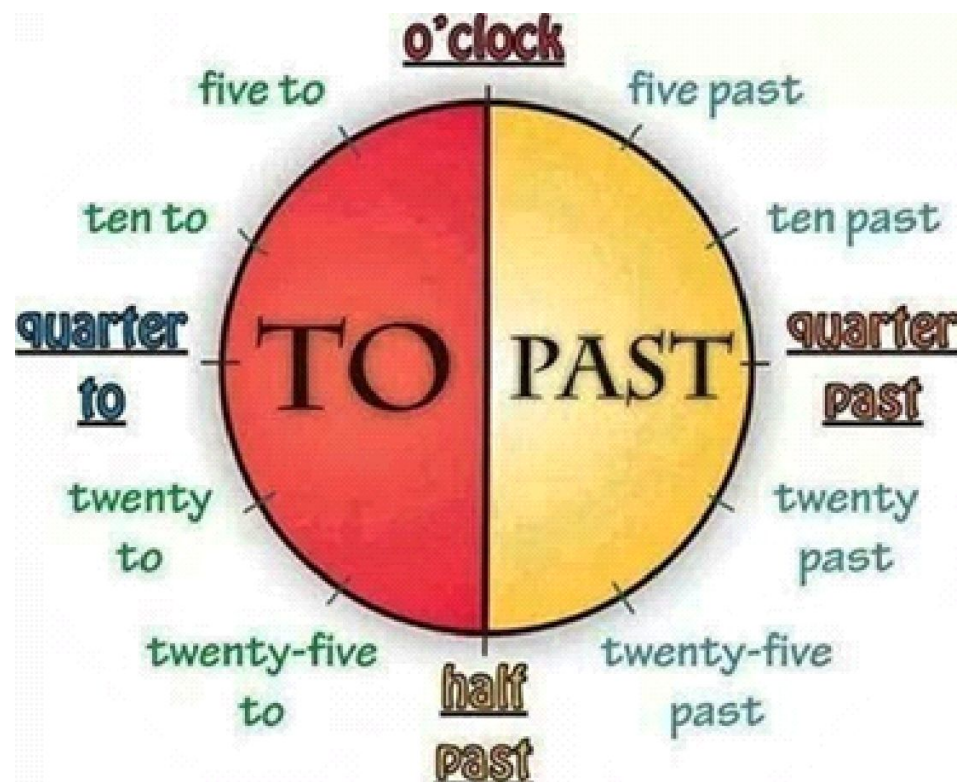 o'clock
five to
five past
ten to
ten past
quarter
to
TO
PAST
quarter
past
twenty
to
twenty
past
twenty-five
to
half
past
twenty-five
past